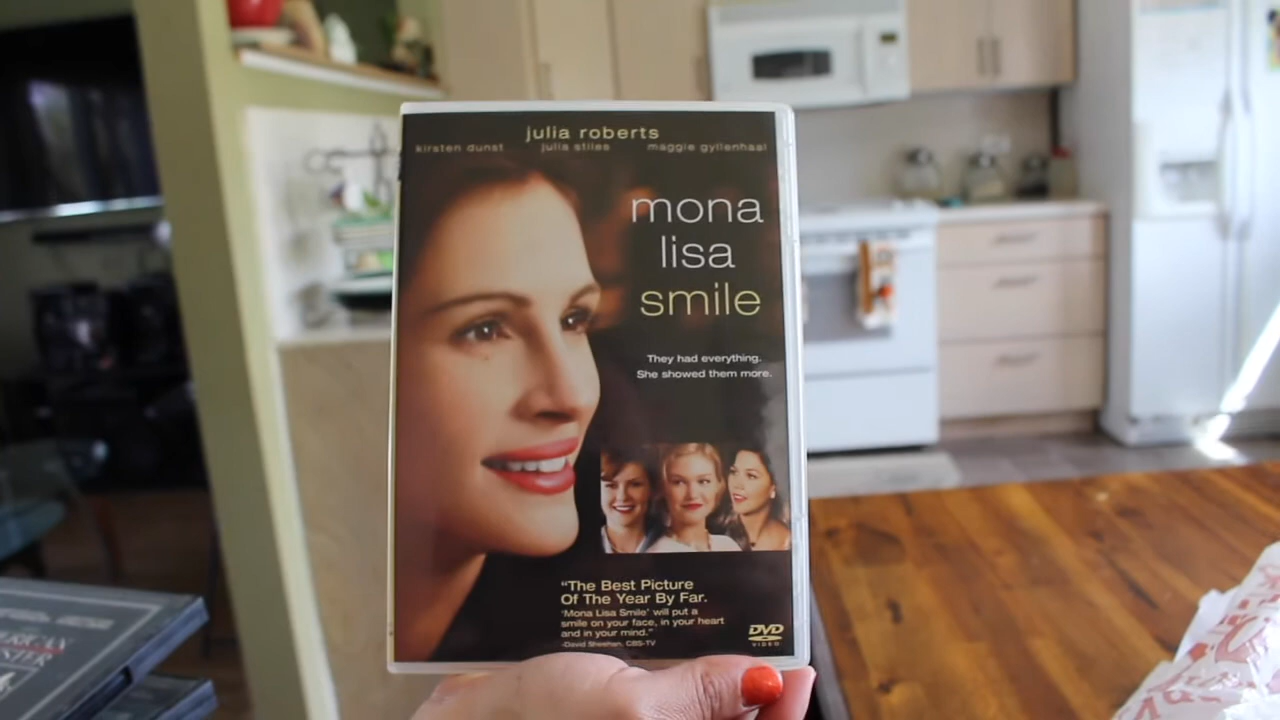 julia roberts
kirsten dunst julia stiles maggie gyllenhaal
mona
lisa
smile
They had everything.
She showed them more.
"The Best Picture
Of The Year By Far.
'Mona Lisa Smile' will put a
smile on your face, in your heart
and in your mind."
-David Sheehan, CBS-TV
DVD
VIDEO